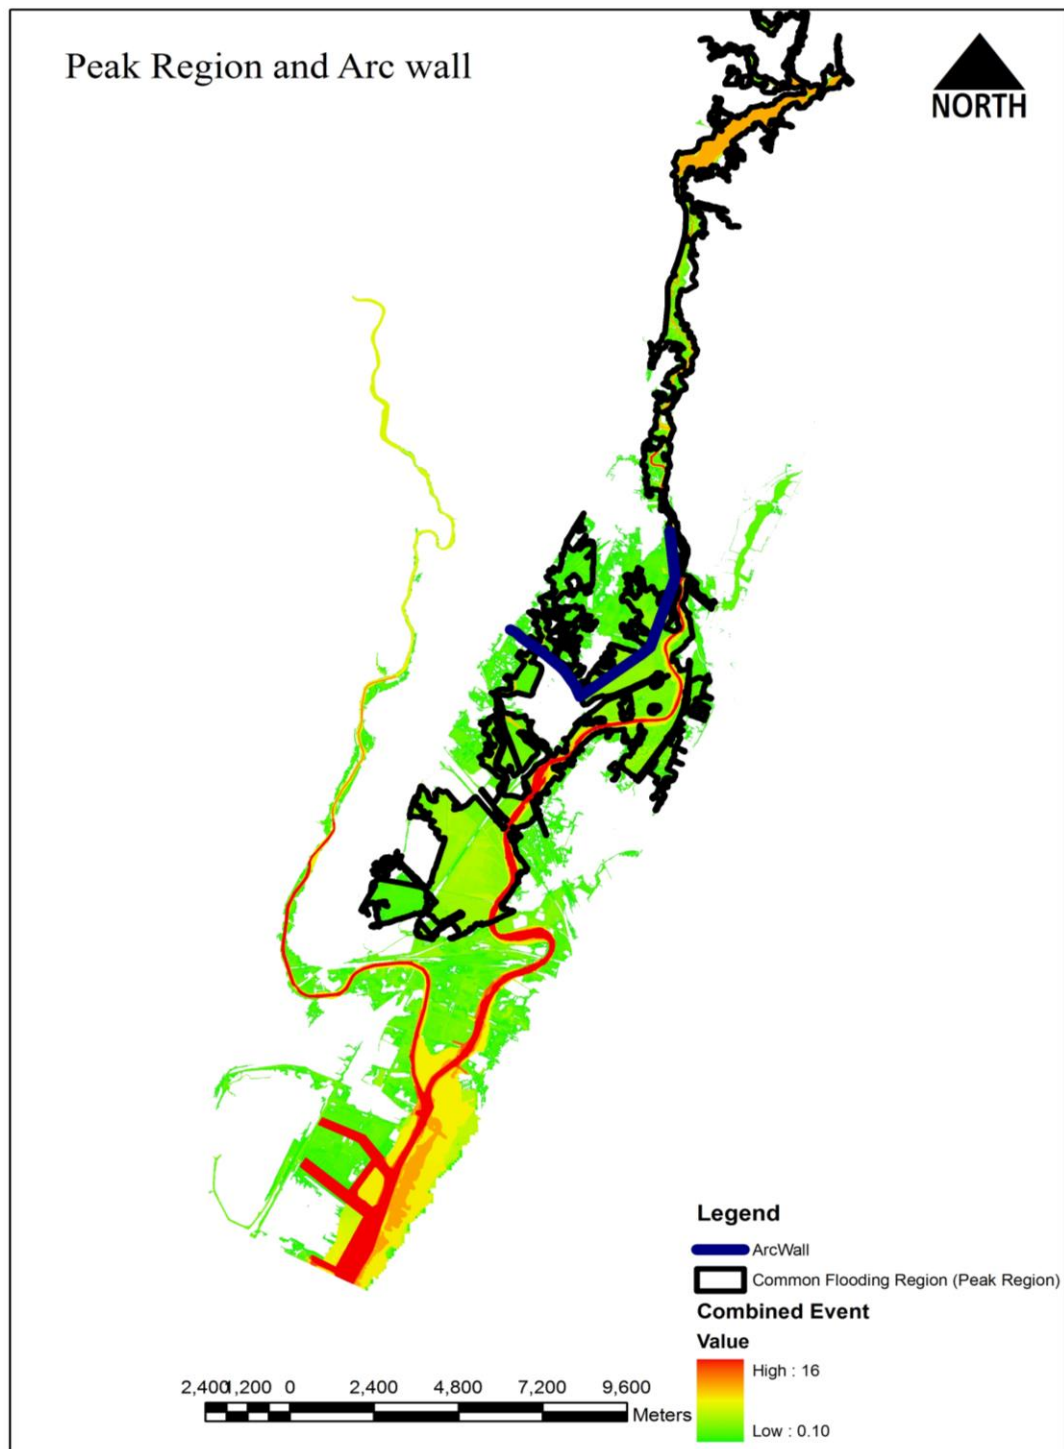 Peak Region and Arc wall
NORTH
Legend
ArcWall
Common Flooding Region (Peak Region)
Combined Event
Value
High : 16
Low : 0.10
2,400 1,200 0 2,400 4,800 7,200 9,600
Meters